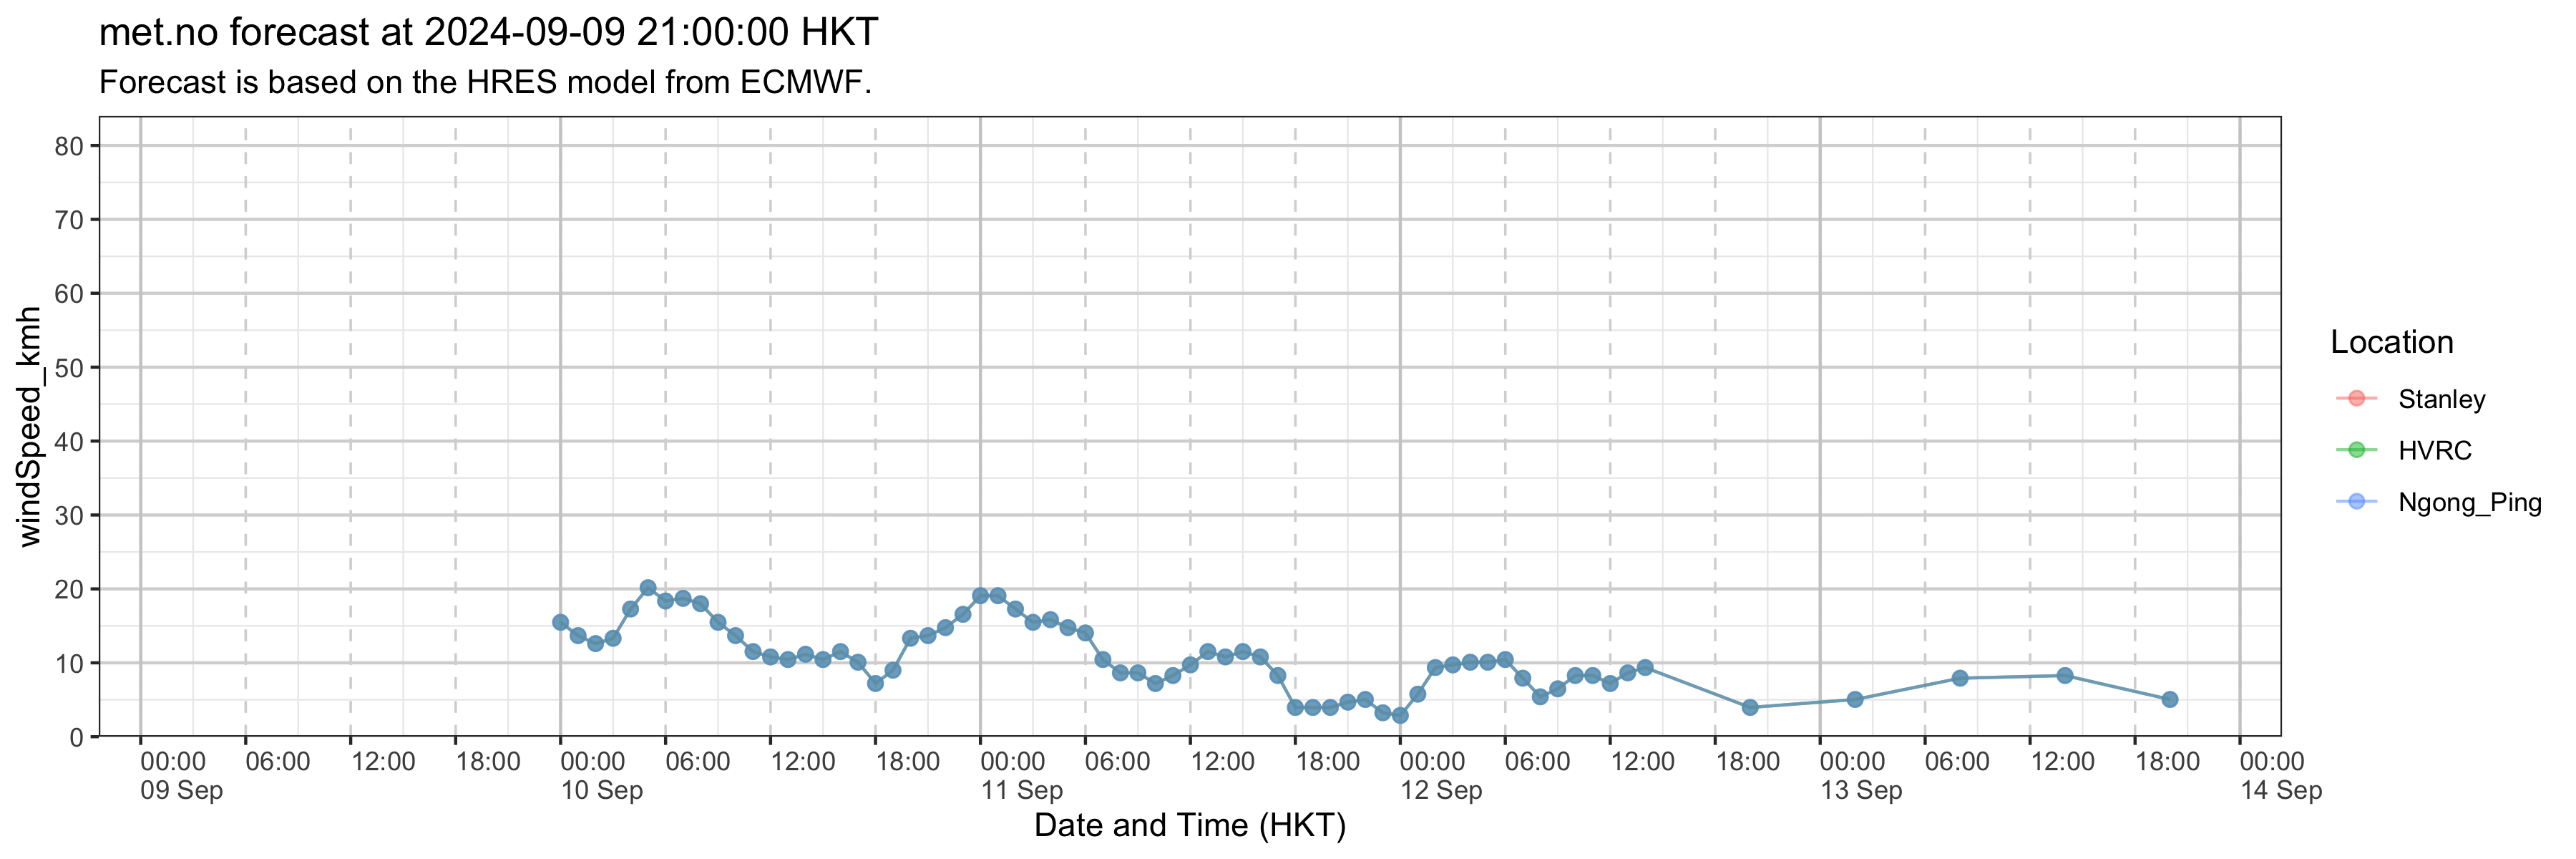 met.no forecast at 2024-09-09 21:00:00 HKT
Forecast is based on the HRES model from ECMWF.
windSpeed_kmh
80
70
60
50
40
30
20
10
0
00:00 06:00 12:00 18:00 00:00 06:00 12:00 18:00 00:00 06:00 12:00 18:00 00:00 06:00 12:00 18:00 00:00 06:00 12:00 18:00 00:00
09 Sep 10 Sep 11 Sep 12 Sep 13 Sep 14 Sep
Date and Time (HKT)
Location
Stanley
HVRC
Ngong_Ping